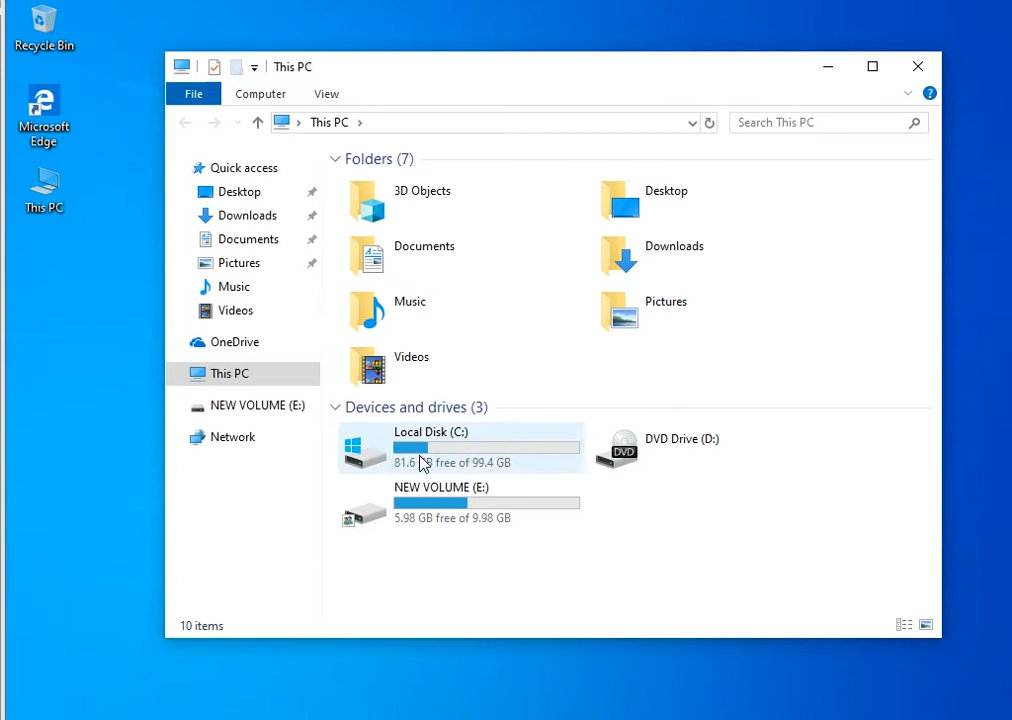 Recycle Bin
Microsoft
Edge
This PC
This PC
File
Computer
View
This PC
Search This PC
Quick access
Desktop
Downloads
Documents
Pictures
Music
Videos
OneDrive
This PC
NEW VOLUME (E:)
Network
Folders (7)
3D Objects
Desktop
Documents
Downloads
Music
Pictures
Videos
Devices and drives (3)
Local Disk (C:)
81.6 free of 99.4 GB
DVD Drive (D:)
DVD
NEW VOLUME (E:)
5.98 GB free of 9.98 GB
10 items